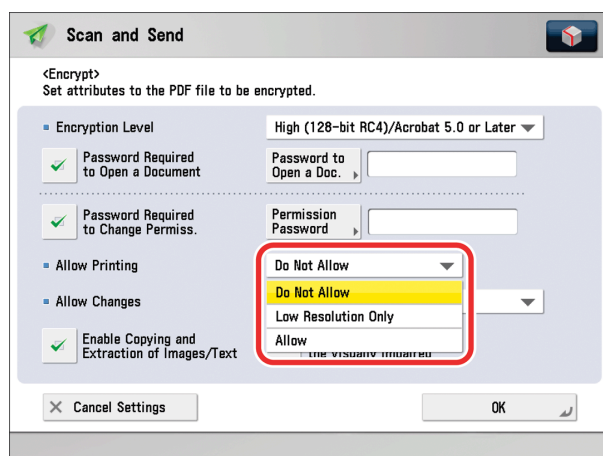 Scan and Send
<Encrypt>
Set attributes to the PDF file to be encrypted.
Encryption Level
High (128-bit RC4)/Acrobat 5.0 or Later
Password Required
to Open a Document
Password to
Open a Doc.
Password Required
to Change Permiss.
Permission
Password
Allow Printing
Do Not Allow
Do Not Allow
Allow Changes
Low Resolution Only
Allow
Enable Copying and
Extraction of Images/Text
the Visually Impaired
Cancel Settings
OK